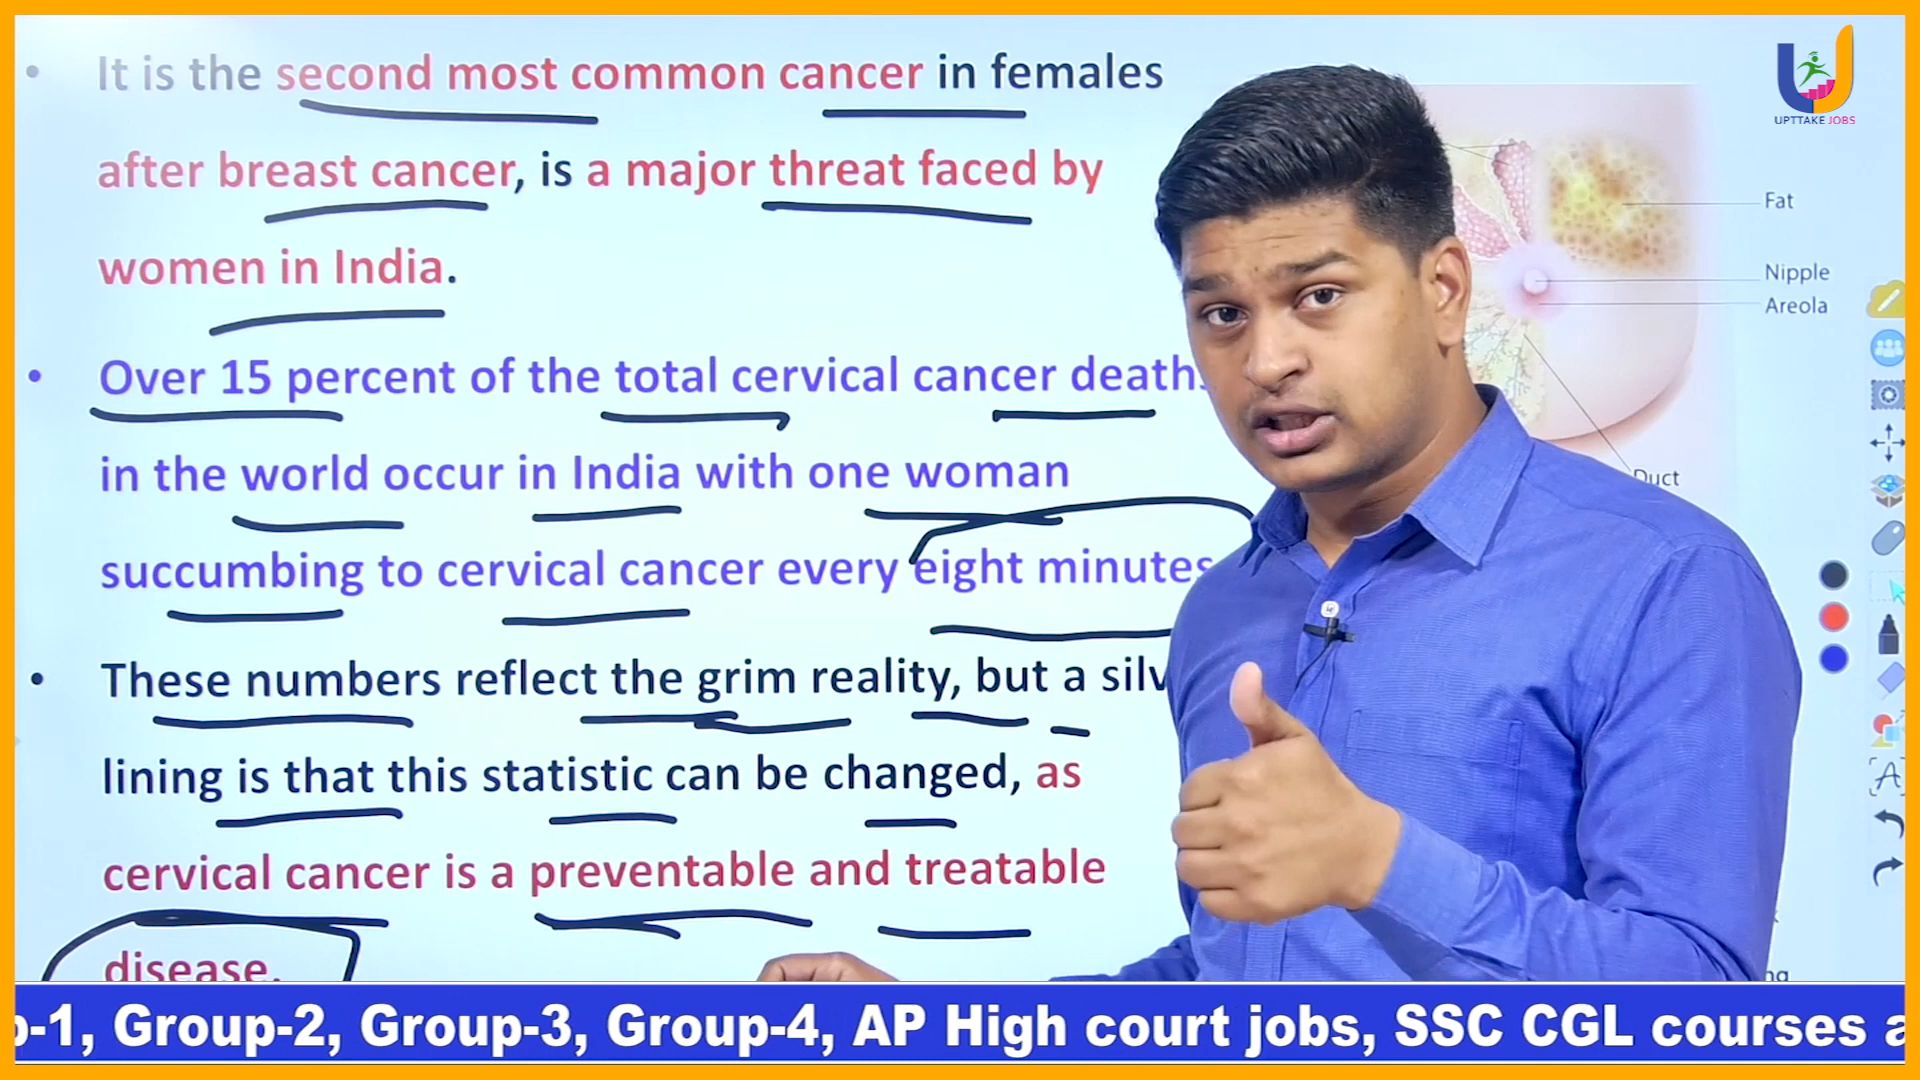 It is the second most common cancer in females
after breast cancer, is a major threat faced by
women in India.
Over 15 percent of the total cervical cancer death
in the world occur in India with one woman
succumbing to cervical cancer every eight minutes
These numbers reflect the grim reality, but a silv
lining is that this statistic can be changed, as
cervical cancer is a preventable and treatable
disease.
UPTTAKE JOBS
Fat
Nipple
Areola
Duct
-1, Group-2, Group-3, Group-4, AP High court jobs, SSC CGL courses a